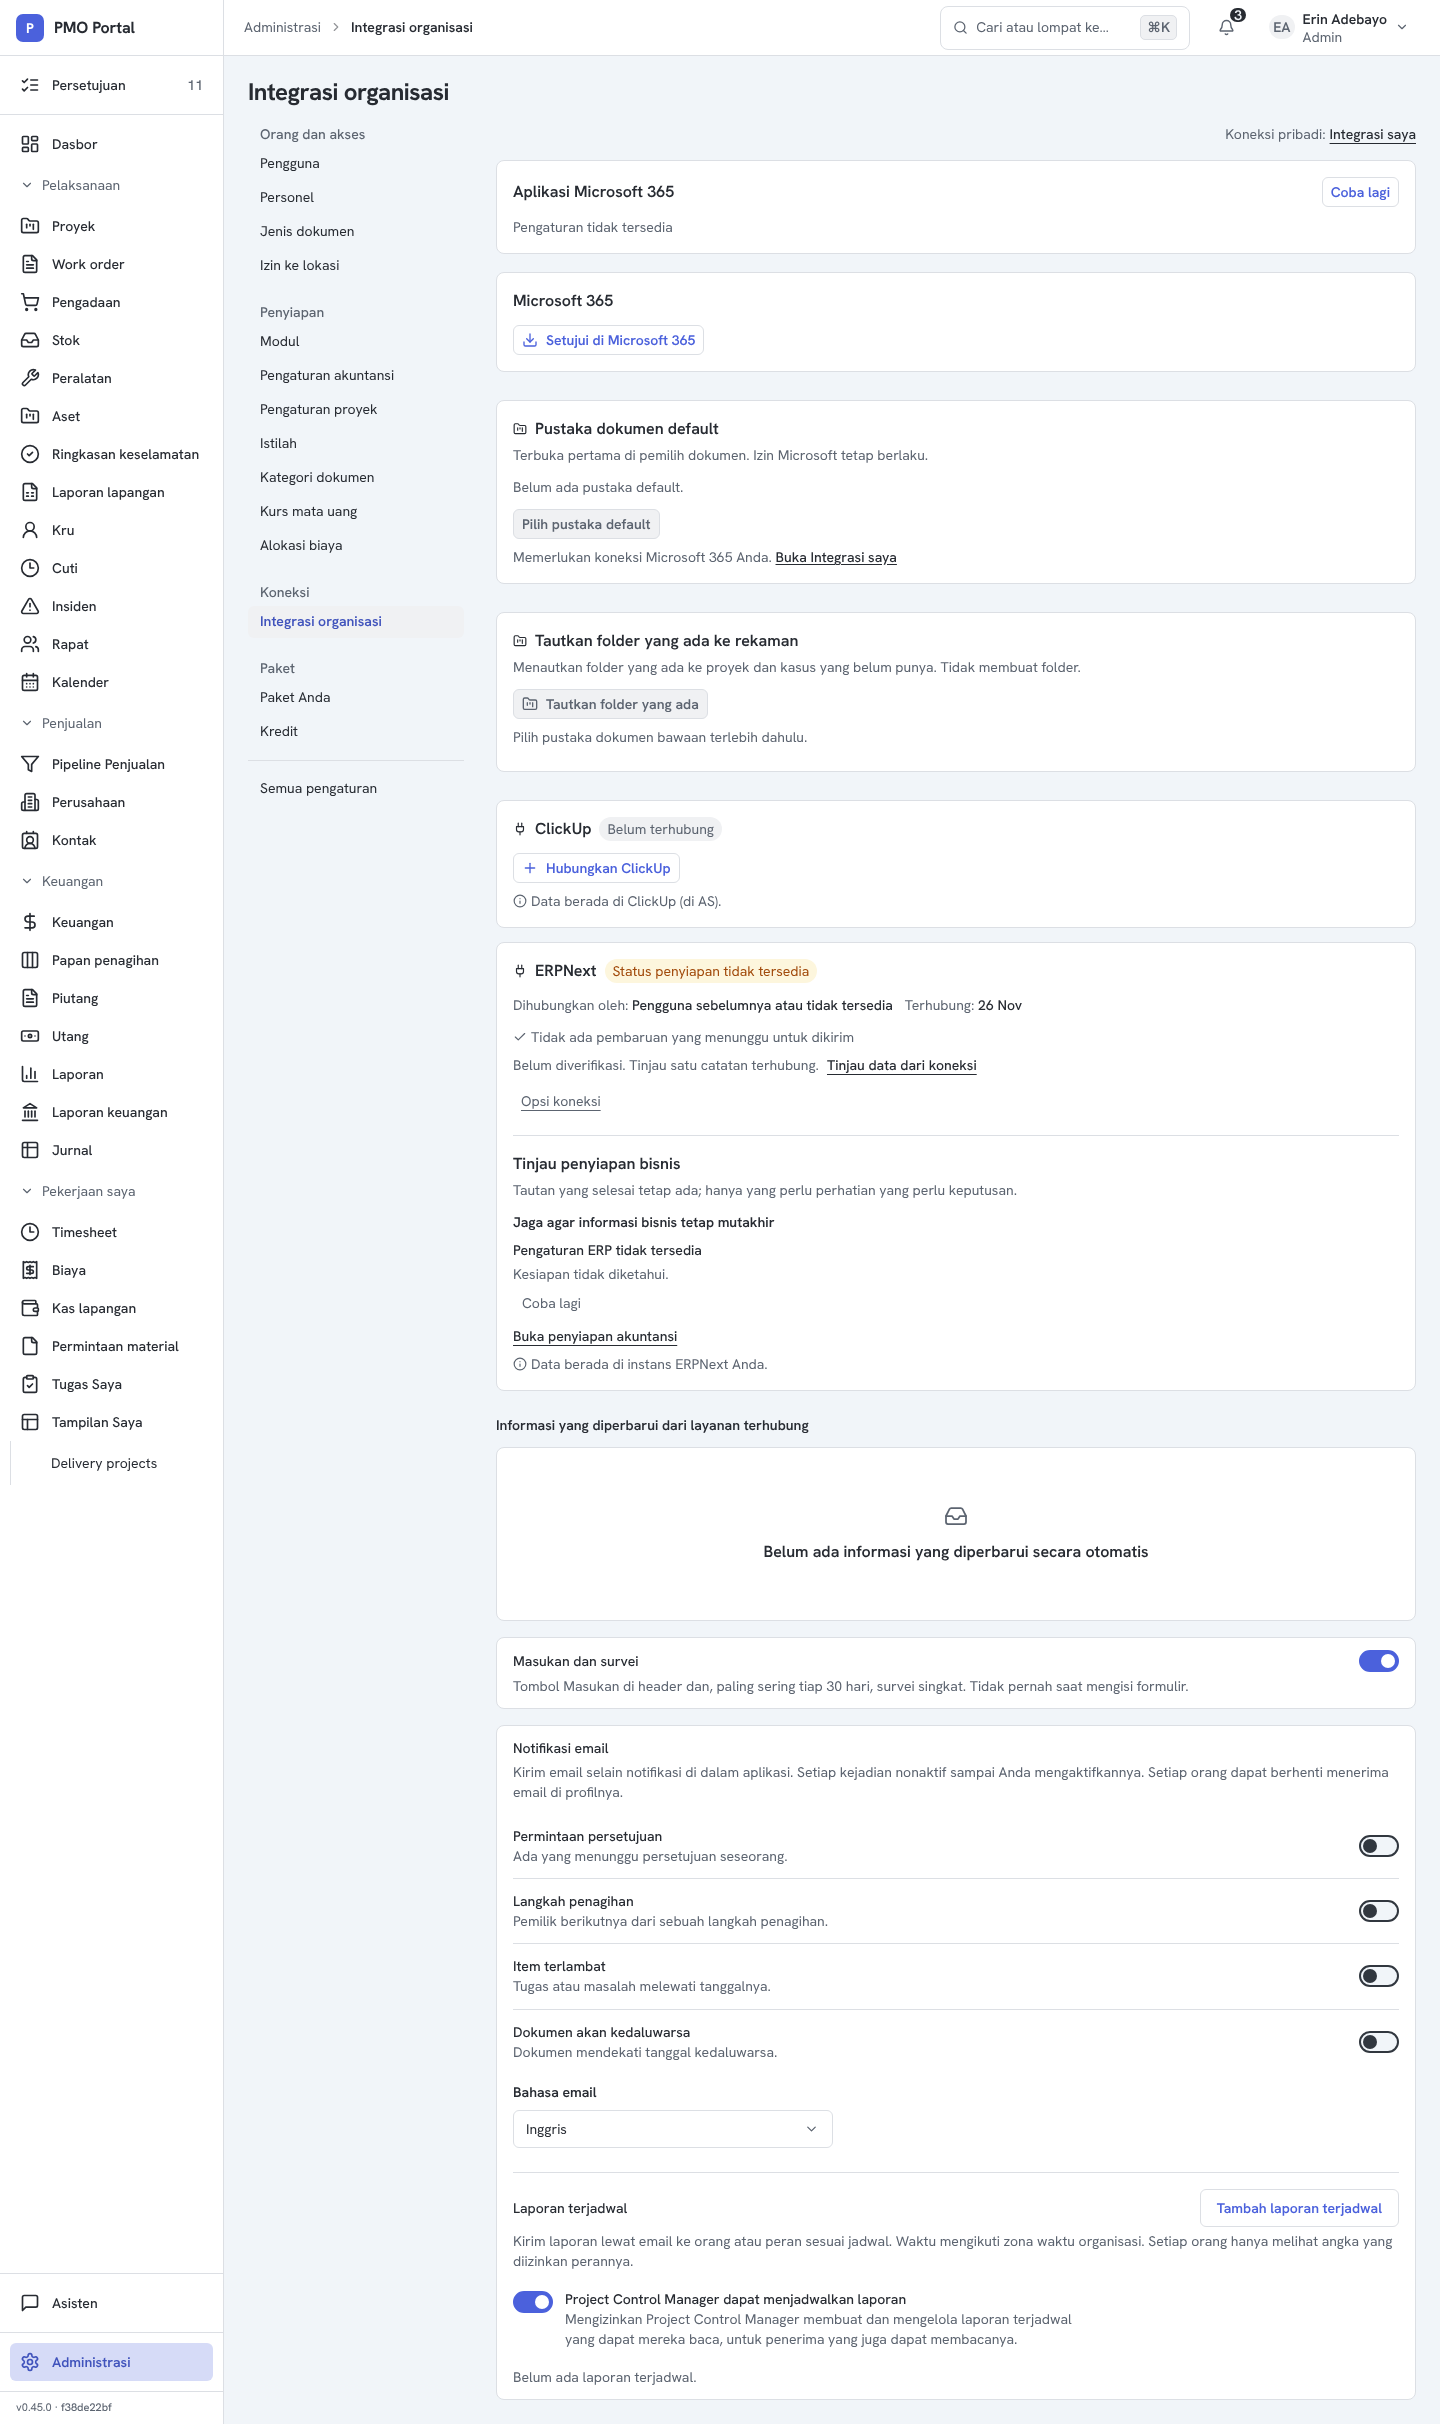 P PMO Portal
Administrasi > Integrasi organisasi
Cari atau lompat ke... ⌘K
3
EA Erin Adebayo
Admin
Persetujuan 11
Dasbor
Pelaksanaan
Proyek
Work order
Pengadaan
Stok
Peralatan
Aset
Ringkasan keselamatan
Laporan lapangan
Kru
Cuti
Insiden
Rapat
Kalender
Penjualan
Pipeline Penjualan
Perusahaan
Kontak
Keuangan
Keuangan
Papan penagihan
Piutang
Utang
Laporan
Laporan keuangan
Jurnal
Pekerjaan saya
Timesheet
Biaya
Kas lapangan
Permintaan material
Tugas Saya
Tampilan Saya
Delivery projects
Asisten
Administrasi
v0.45.0 · f38de22bf
Integrasi organisasi
Orang dan akses
Pengguna
Personel
Jenis dokumen
Izin ke lokasi
Penyiapan
Modul
Pengaturan akuntansi
Pengaturan proyek
Istilah
Kategori dokumen
Kurs mata uang
Alokasi biaya
Koneksi
Integrasi organisasi
Paket
Paket Anda
Kredit
Semua pengaturan
Koneksi pribadi: Integrasi saya
Aplikasi Microsoft 365
Coba lagi
Pengaturan tidak tersedia
Microsoft 365
Setujui di Microsoft 365
Pustaka dokumen default
Terbuka pertama di pemilih dokumen. Izin Microsoft tetap berlaku.
Belum ada pustaka default.
Pilih pustaka default
Memerlukan koneksi Microsoft 365 Anda. Buka Integrasi saya
Tautkan folder yang ada ke rekaman
Menautkan folder yang ada ke proyek dan kasus yang belum punya. Tidak membuat folder.
Tautkan folder yang ada
Pilih pustaka dokumen bawaan terlebih dahulu.
ClickUp Belum terhubung
Hubungkan ClickUp
Data berada di ClickUp (di AS).
ERPNext Status penyiapan tidak tersedia
Dihubungkan oleh: Pengguna sebelumnya atau tidak tersedia Terhubung: 26 Nov
Tidak ada pembaruan yang menunggu untuk dikirim
Belum diverifikasi. Tinjau satu catatan terhubung. Tinjau data dari koneksi
Opsi koneksi
Tinjau penyiapan bisnis
Tautan yang selesai tetap ada; hanya yang perlu perhatian yang perlu keputusan.
Jaga agar informasi bisnis tetap mutakhir
Pengaturan ERP tidak tersedia
Kesiapan tidak diketahui.
Coba lagi
Buka penyiapan akuntansi
Data berada di instans ERPNext Anda.
Informasi yang diperbarui dari layanan terhubung
Belum ada informasi yang diperbarui secara otomatis
Masukan dan survei
Tombol Masukan di header dan, paling sering tiap 30 hari, survei singkat. Tidak pernah saat mengisi formulir.
Notifikasi email
Kirim email selain notifikasi di dalam aplikasi. Setiap kejadian nonaktif sampai Anda mengaktifkannya. Setiap orang dapat berhenti menerima
email di profilnya.
Permintaan persetujuan
Ada yang menunggu persetujuan seseorang.
Langkah penagihan
Pemilik berikutnya dari sebuah langkah penagihan.
Item terlambat
Tugas atau masalah melewati tanggalnya.
Dokumen akan kedaluwarsa
Dokumen mendekati tanggal kedaluwarsa.
Bahasa email
Inggris
Laporan terjadwal
Tambah laporan terjadwal
Kirim laporan lewat email ke orang atau peran sesuai jadwal. Waktu mengikuti zona waktu organisasi. Setiap orang hanya melihat angka yang
diizinkan perannya.
Project Control Manager dapat menjadwalkan laporan
Mengizinkan Project Control Manager membuat dan mengelola laporan terjadwal
yang dapat mereka baca, untuk penerima yang juga dapat membacanya.
Belum ada laporan terjadwal.